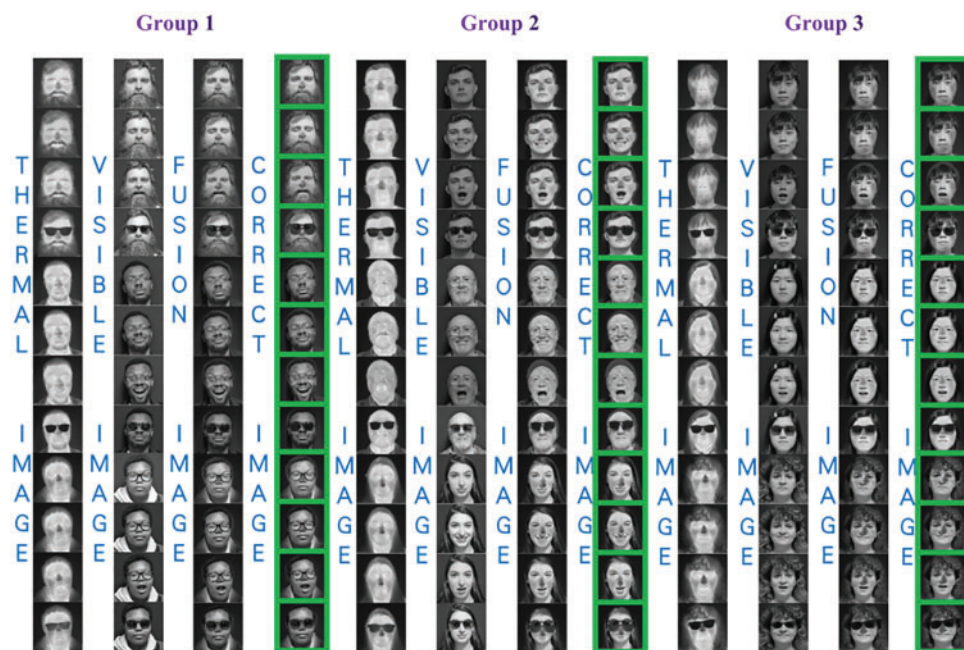 Group 1
Group 2
Group 3
THERMAL IMAGE
VISIBLE IMAGE
FUSION IMAGE
CORRECT IMAGE
THERMAL IMAGE
VISIBLE IMAGE
FUSION IMAGE
CORRECT IMAGE
THERMAL IMAGE
VISIBLE IMAGE
FUSION IMAGE
CORRECT IMAGE